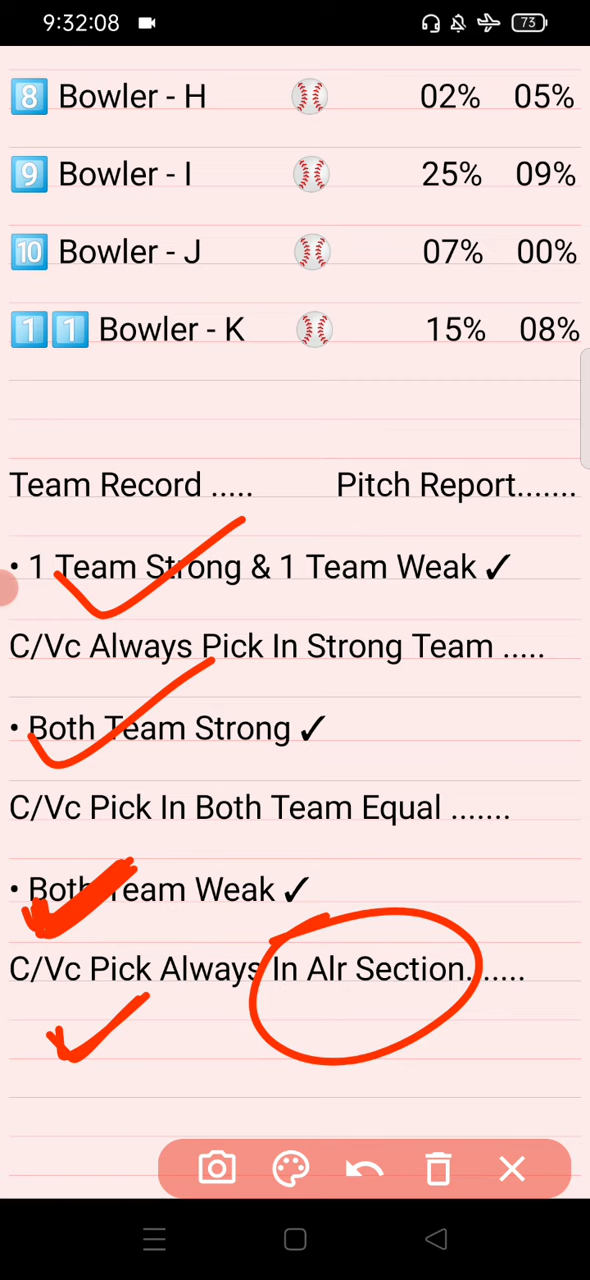 9:32:08 73
8 Bowler - H 02% 05%
9 Bowler - I 25% 09%
10 Bowler - J 07% 00%
1 1 Bowler - K 15% 08%
Team Record ..... Pitch Report.......
• 1 Team Strong & 1 Team Weak ✓
C/Vc Always Pick In Strong Team .....
• Both Team Strong ✓
C/Vc Pick In Both Team Equal .......
• Both Team Weak ✓
C/Vc Pick Always In Alr Section......